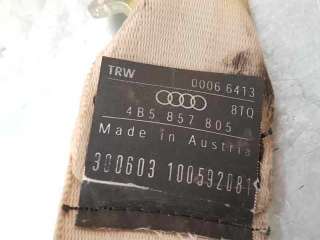 TRW 0006 6413
8TQ
4B5 857 805
Made in Austria
300603 100592081